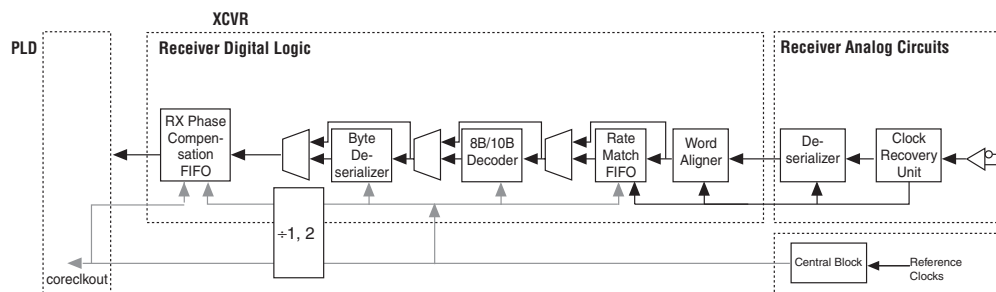 XCVR
PLD
Receiver Digital Logic
Receiver Analog Circuits
RX Phase
Compen-
sation
FIFO
Byte
De-
serializer
8B/10B
Decoder
Rate
Match
FIFO
Word
Aligner
De-
serializer
Clock
Recovery
Unit
÷1, 2
coreclkout
Central Block
Reference
Clocks